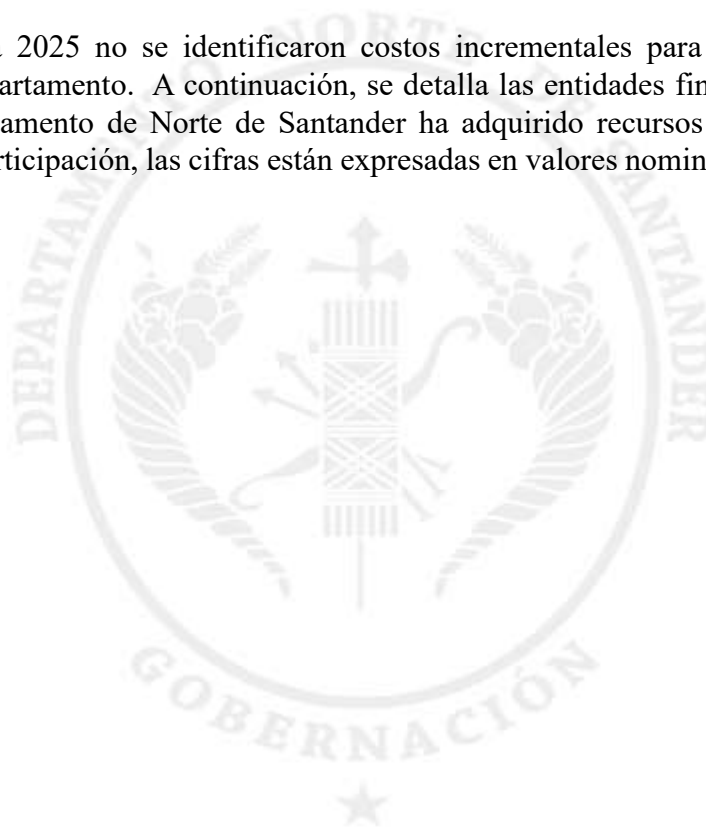 2025 no se identificaron costos incrementales para
artamento. A continuación, se detalla las entidades fin
amento de Norte de Santander ha adquirido recursos
rticipación, las cifras están expresadas en valores nomin
DEPARTAMENTO NORTE DE SANTANDER
GOBERNACIÓN